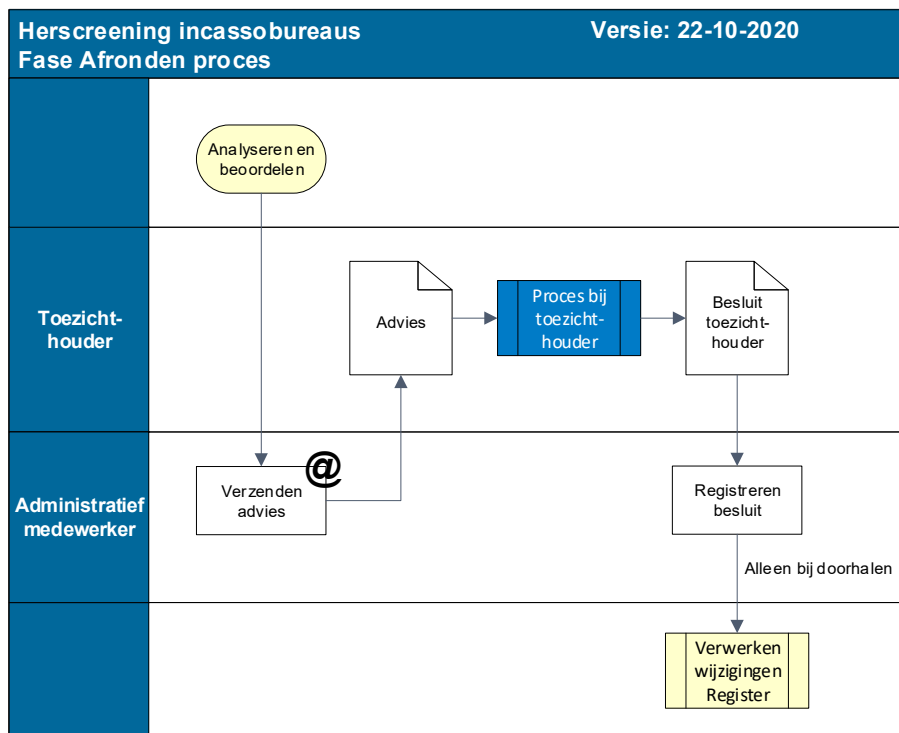 Herscreening incassobureaus
Versie: 22-10-2020
Fase Afronden proces
Analyseren en
beoordelen
Toezicht-
houder
Advies
Proces bij
toezicht-
houder
Besluit
toezicht-
houder
Administratief
medewerker
Verzenden
advies
@
Registreren
besluit
Alleen bij doorhalen
Verwerken
wijzigingen
Register